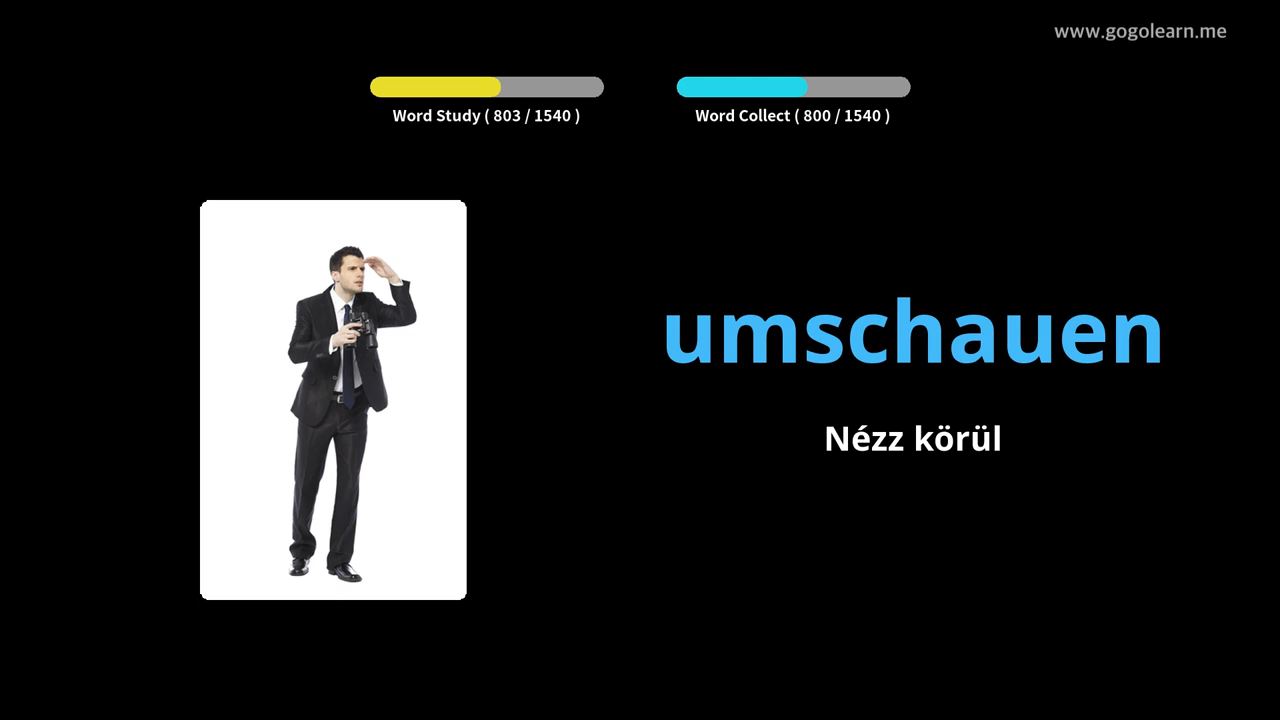 www.gogolearn.me
Word Study ( 803 / 1540 )
Word Collect ( 800 / 1540 )
umschauen
Nézz körül